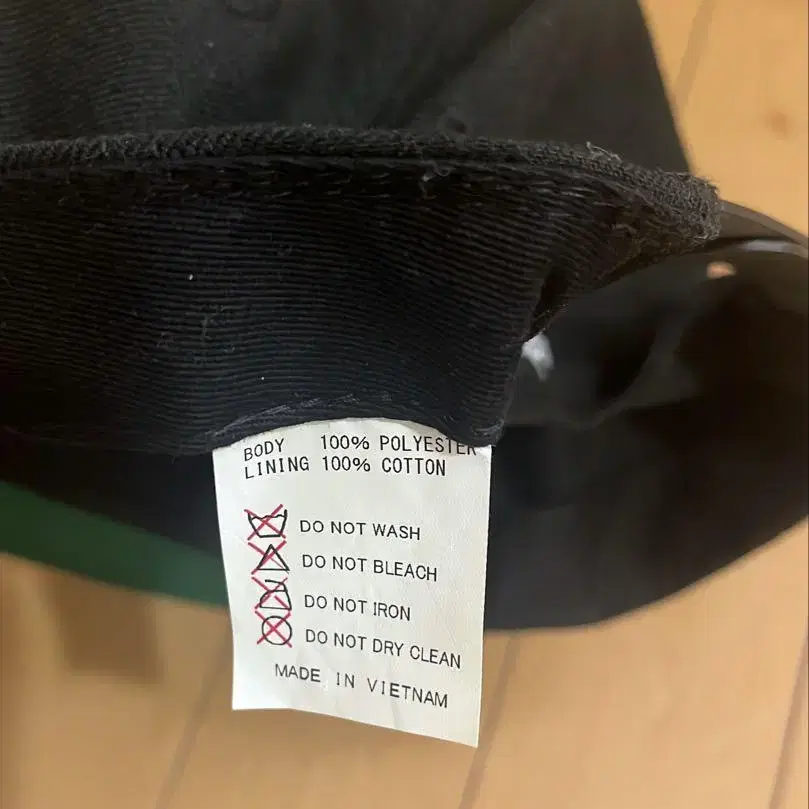 BODY 100% POLYESTER
LINING 100% COTTON
DO NOT WASH
DO NOT BLEACH
DO NOT IRON
DO NOT DRY CLEAN
MADE IN VIETNAM